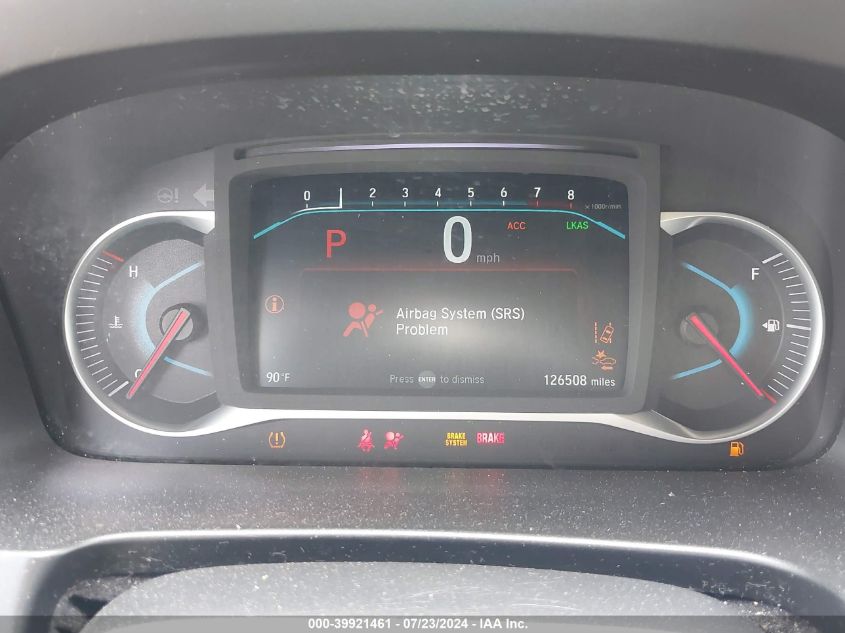 0 2 3 4 5 6 7 8
x 1000r/min
P 0 mph ACC LKAS
H
F
Airbag System (SRS)
Problem
C
90°F Press ENTER to dismiss 126508 miles
BRAKE
SYSTEM
BRAKE
000-39921461 - 07/23/2024 - IAA Inc.